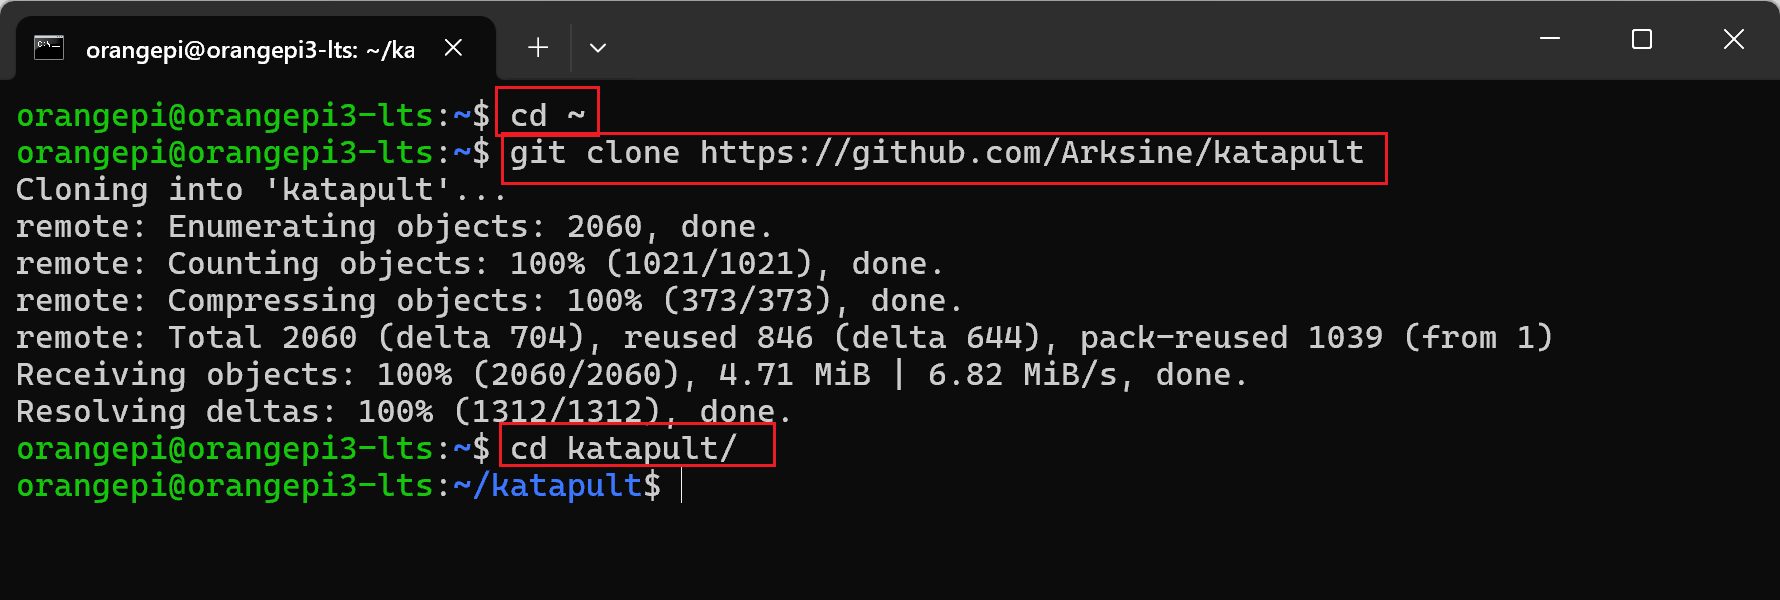 orangepi@orangepi3-lts: ~/ka
orangepi@orangepi3-lts:~$ cd ~
orangepi@orangepi3-lts:~$ git clone https://github.com/Arksine/katapult
Cloning into 'katapult'...
remote: Enumerating objects: 2060, done.
remote: Counting objects: 100% (1021/1021), done.
remote: Compressing objects: 100% (373/373), done.
remote: Total 2060 (delta 704), reused 846 (delta 644), pack-reused 1039 (from 1)
Receiving objects: 100% (2060/2060), 4.71 MiB | 6.82 MiB/s, done.
Resolving deltas: 100% (1312/1312), done.
orangepi@orangepi3-lts:~$ cd katapult/
orangepi@orangepi3-lts:~/katapult$